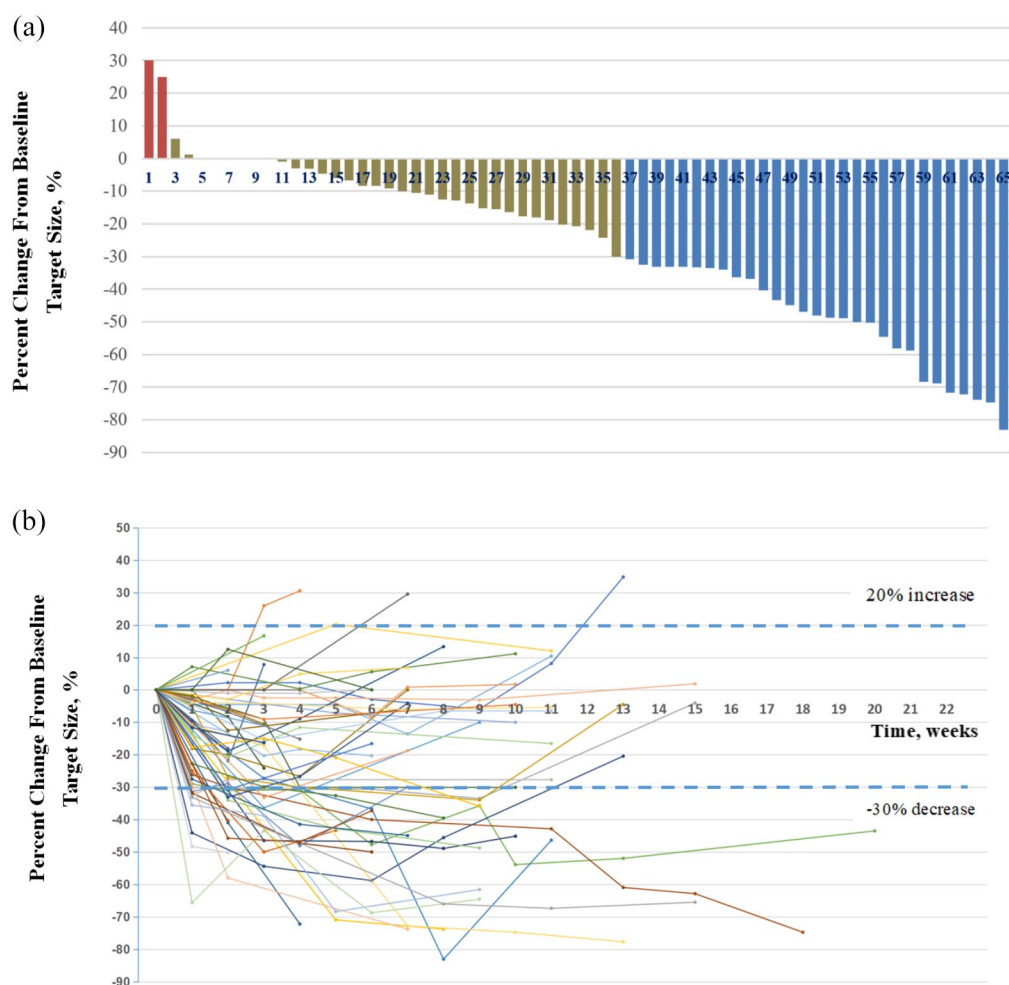 (a)
40
30
20
10
0
-10
-20
-30
-40
-50
-60
-70
-80
-90
Percent Change From Baseline
Target Size, %
1 3 5 7 9 11 13 15 17 19 21 23 25 27 29 31 33 35 37 39 41 43 45 47 49 51 53 55 57 59 61 63 65
(b)
50
40
30
20
10
0
-10
-20
-30
-40
-50
-60
-70
-80
-90
Percent Change From Baseline
Target Size, %
20% increase
0 1 2 3 4 5 6 7 8 9 10 11 12 13 14 15 16 17 18 19 20 21 22
Time, weeks
-30% decrease